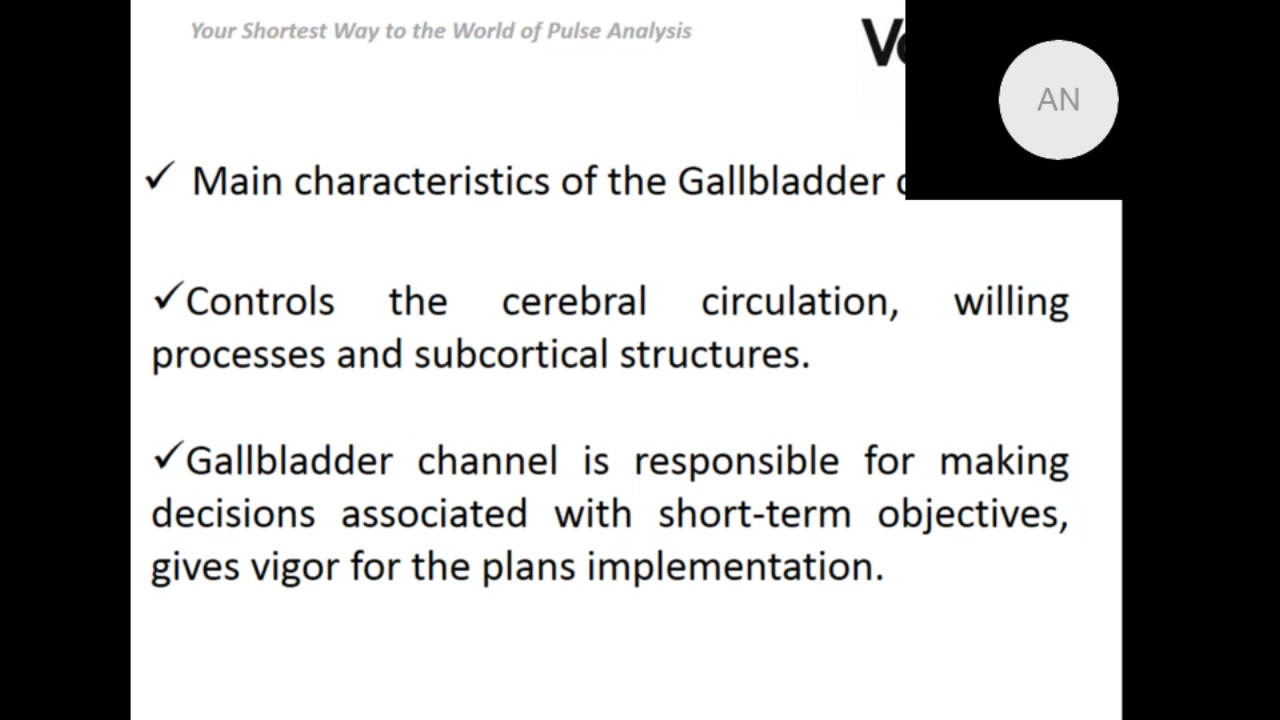 Your Shortest Way to the World of Pulse Analysis
AN
✓ Main characteristics of the Gallbladder
✓Controls the cerebral circulation, willing
processes and subcortical structures.
✓Gallbladder channel is responsible for making
decisions associated with short-term objectives,
gives vigor for the plans implementation.